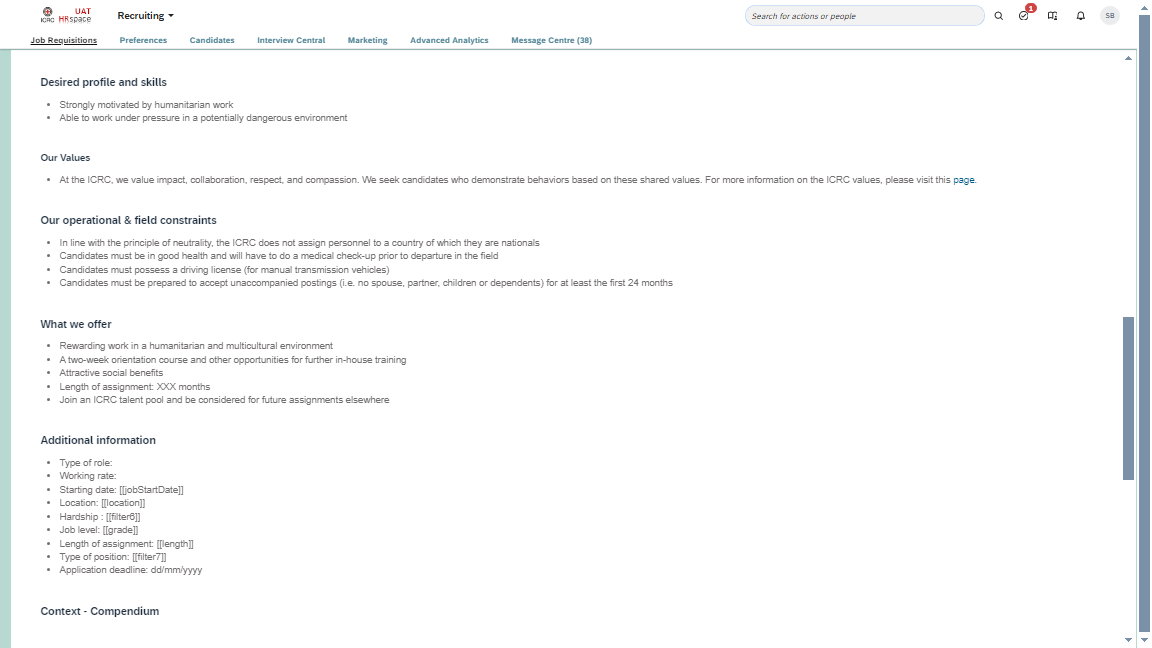 ICRC
UAT
HRspace
Recruiting
Search for actions or people
1
SB
Job Requisitions
Preferences
Candidates
Interview Central
Marketing
Advanced Analytics
Message Centre (38)
Desired profile and skills
• Strongly motivated by humanitarian work
• Able to work under pressure in a potentially dangerous environment
Our Values
• At the ICRC, we value impact, collaboration, respect, and compassion. We seek candidates who demonstrate behaviors based on these shared values. For more information on the ICRC values, please visit this page.
Our operational & field constraints
• In line with the principle of neutrality, the ICRC does not assign personnel to a country of which they are nationals
• Candidates must be in good health and will have to do a medical check-up prior to departure in the field
• Candidates must possess a driving license (for manual transmission vehicles)
• Candidates must be prepared to accept unaccompanied postings (i.e. no spouse, partner, children or dependents) for at least the first 24 months
What we offer
• Rewarding work in a humanitarian and multicultural environment
• A two-week orientation course and other opportunities for further in-house training
• Attractive social benefits
• Length of assignment: XXX months
• Join an ICRC talent pool and be considered for future assignments elsewhere
Additional information
• Type of role:
• Working rate:
• Starting date: [[jobStartDate]]
• Location: [[location]]
• Hardship : [[filter6]]
• Job level: [[grade]]
• Length of assignment: [[length]]
• Type of position: [[filter7]]
• Application deadline: dd/mm/yyyy
Context - Compendium